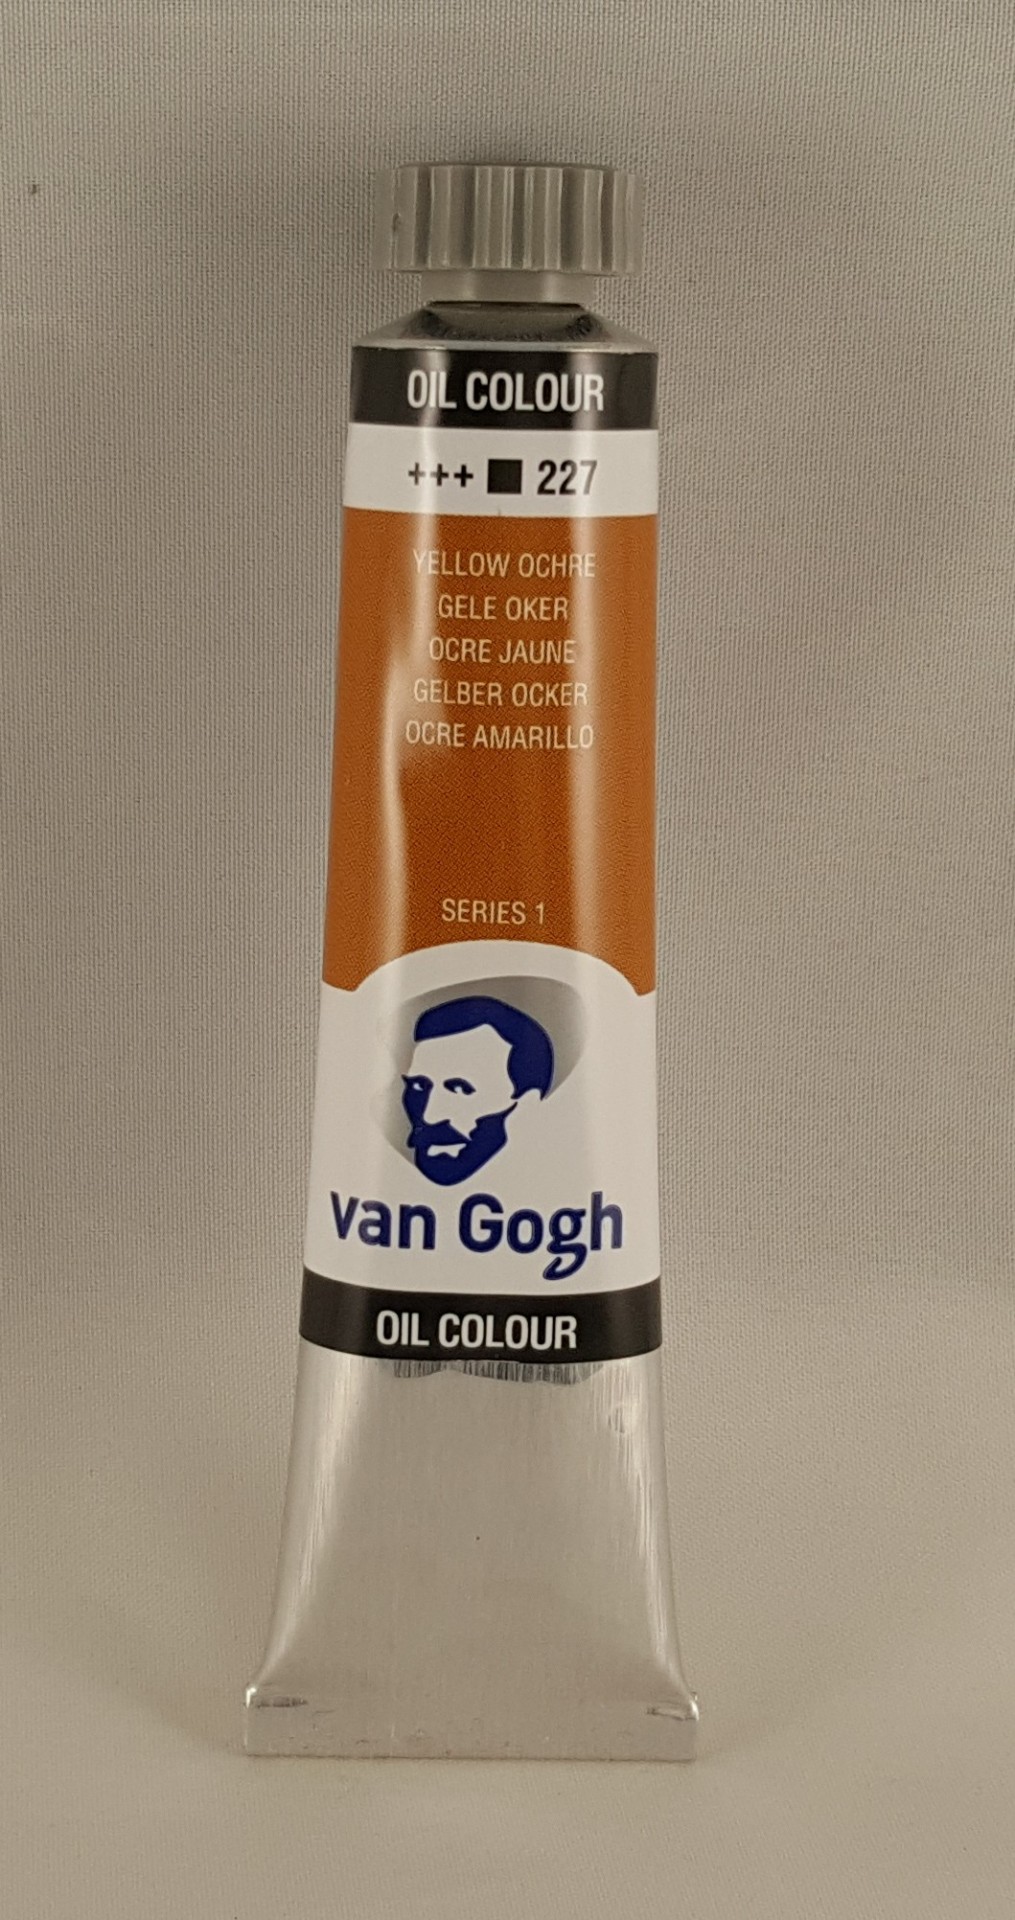 OIL COLOUR
+++ ■ 227
YELLOW OCHRE
GELE OKER
OCRE JAUNE
GELBER OCKER
OCRE AMARILLO
SERIES 1
van Gogh
OIL COLOUR